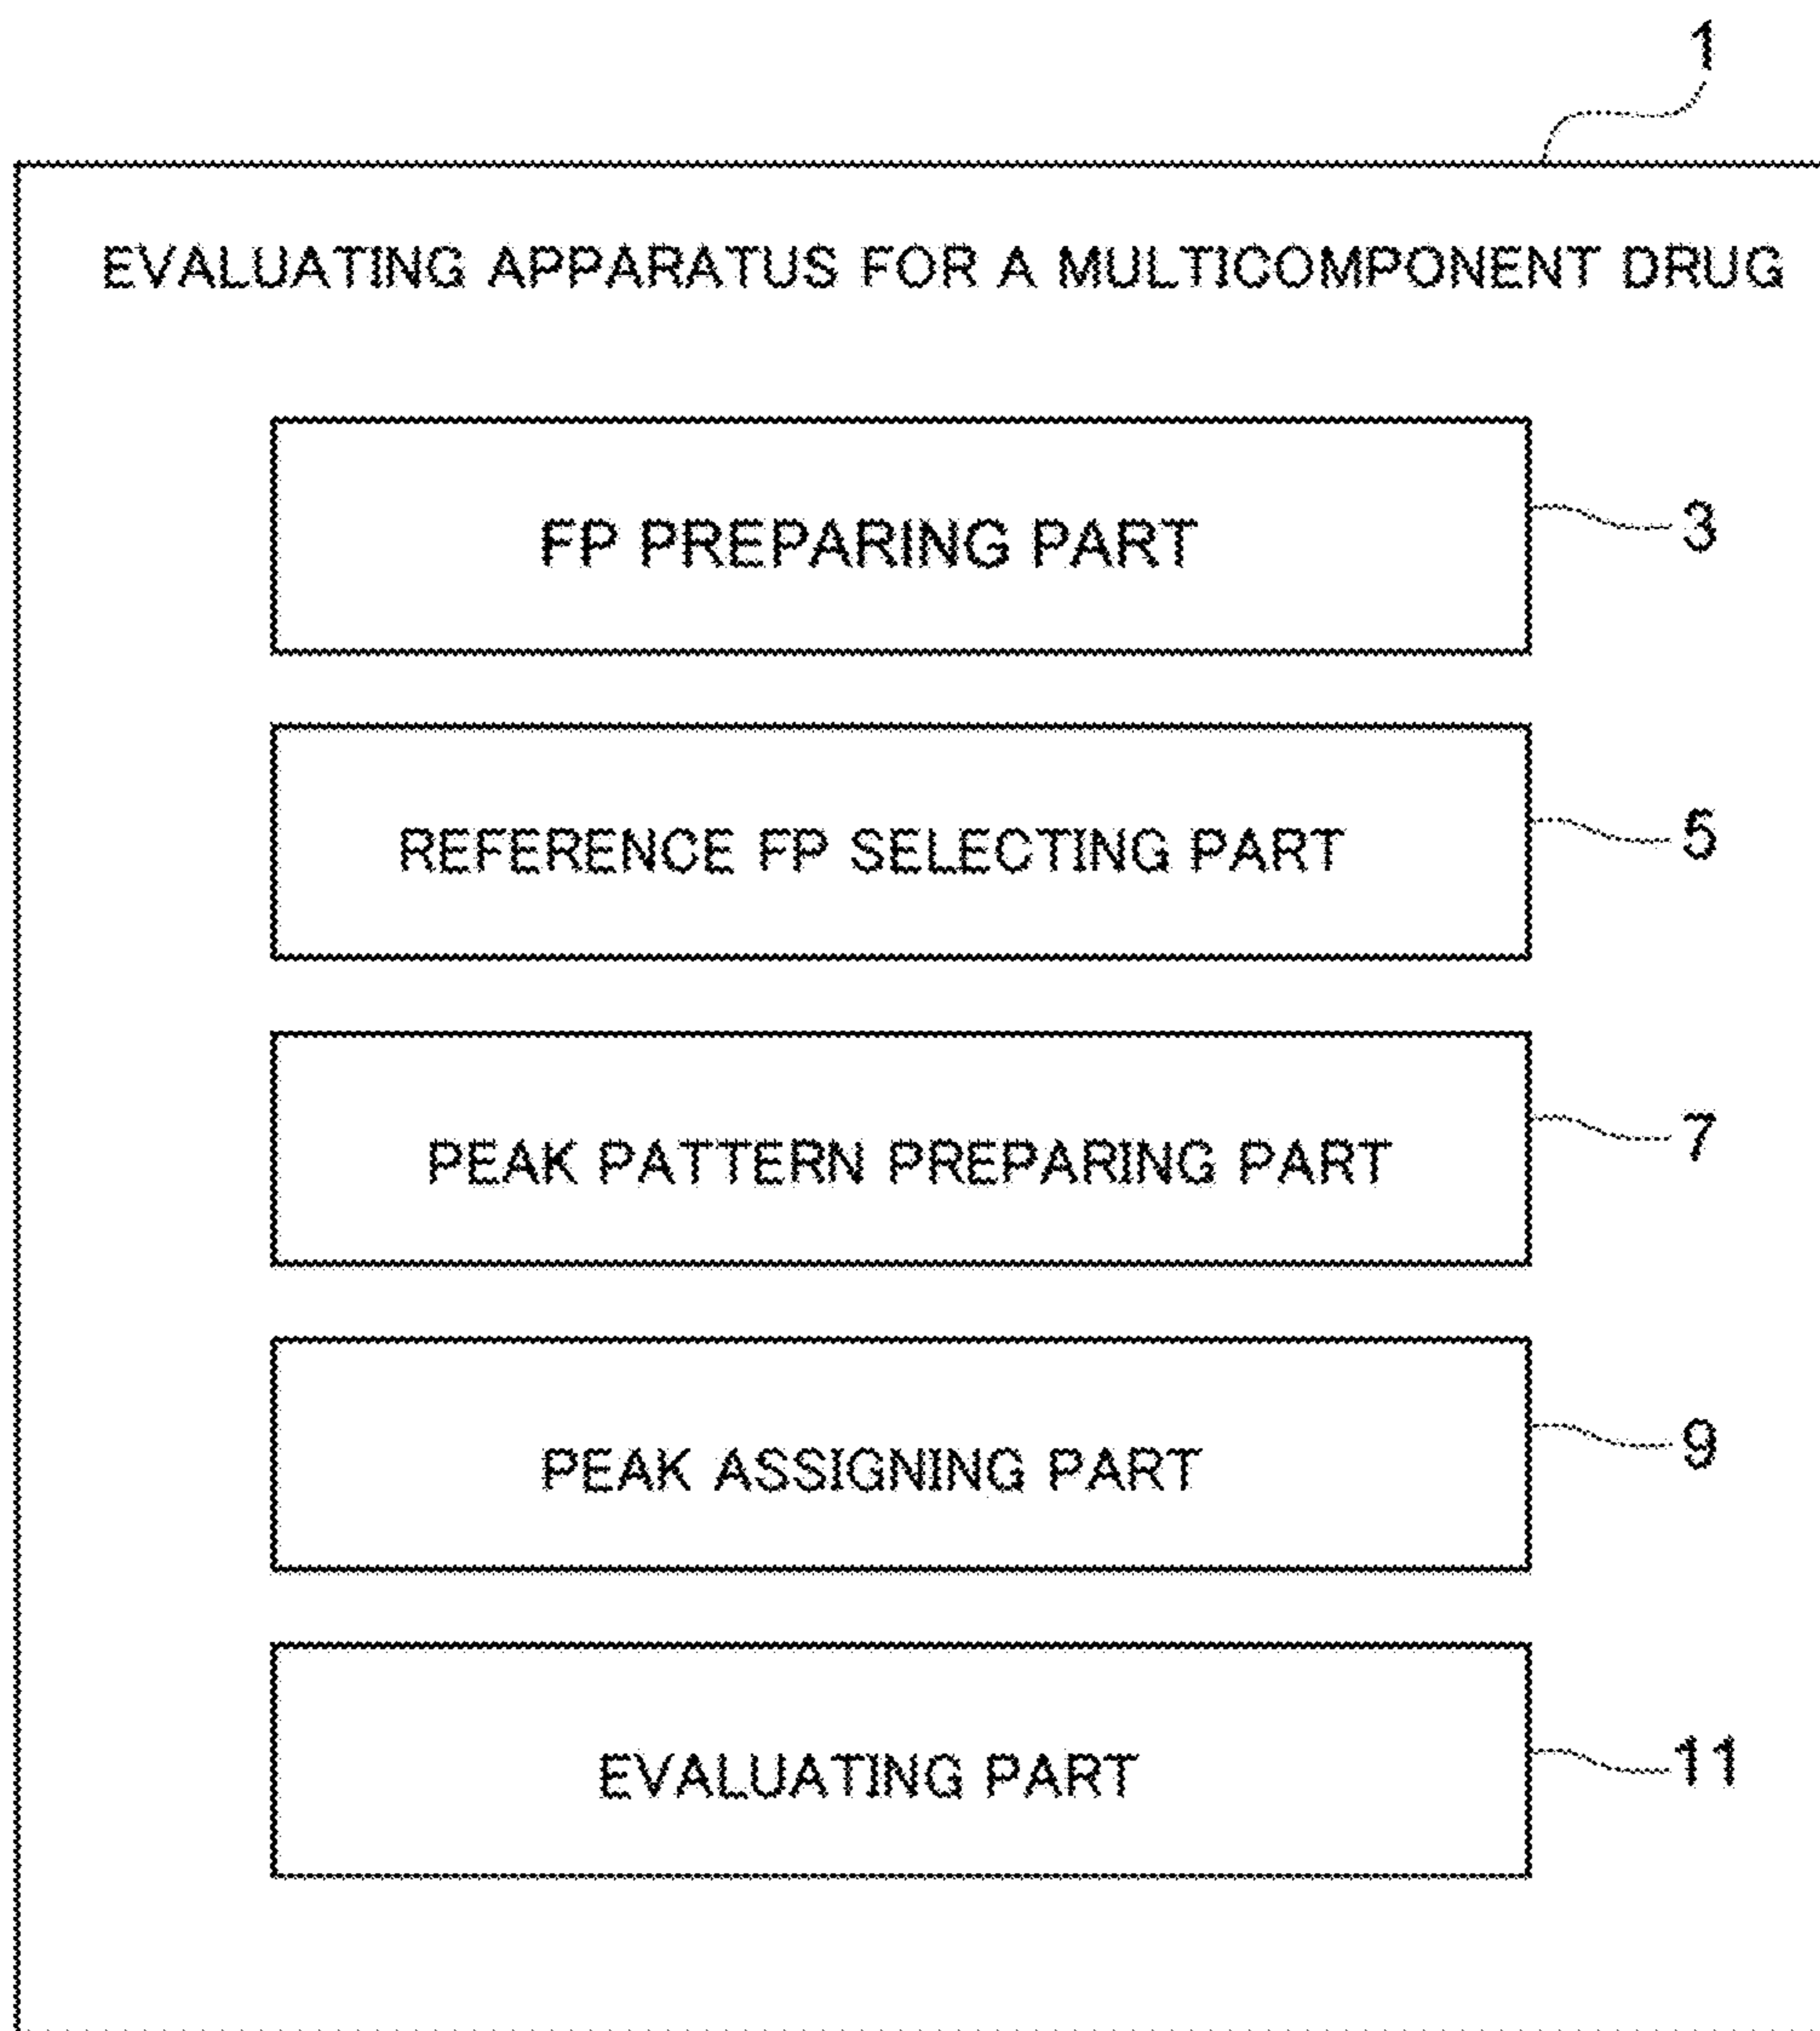 1
EVALUATING APPARATUS FOR A MULTICOMPONENT DRUG
FP PREPARING PART
3
REFERENCE FP SELECTING PART
5
PEAK PATTERN PREPARING PART
7
PEAK ASSIGNING PART
9
EVALUATING PART
11